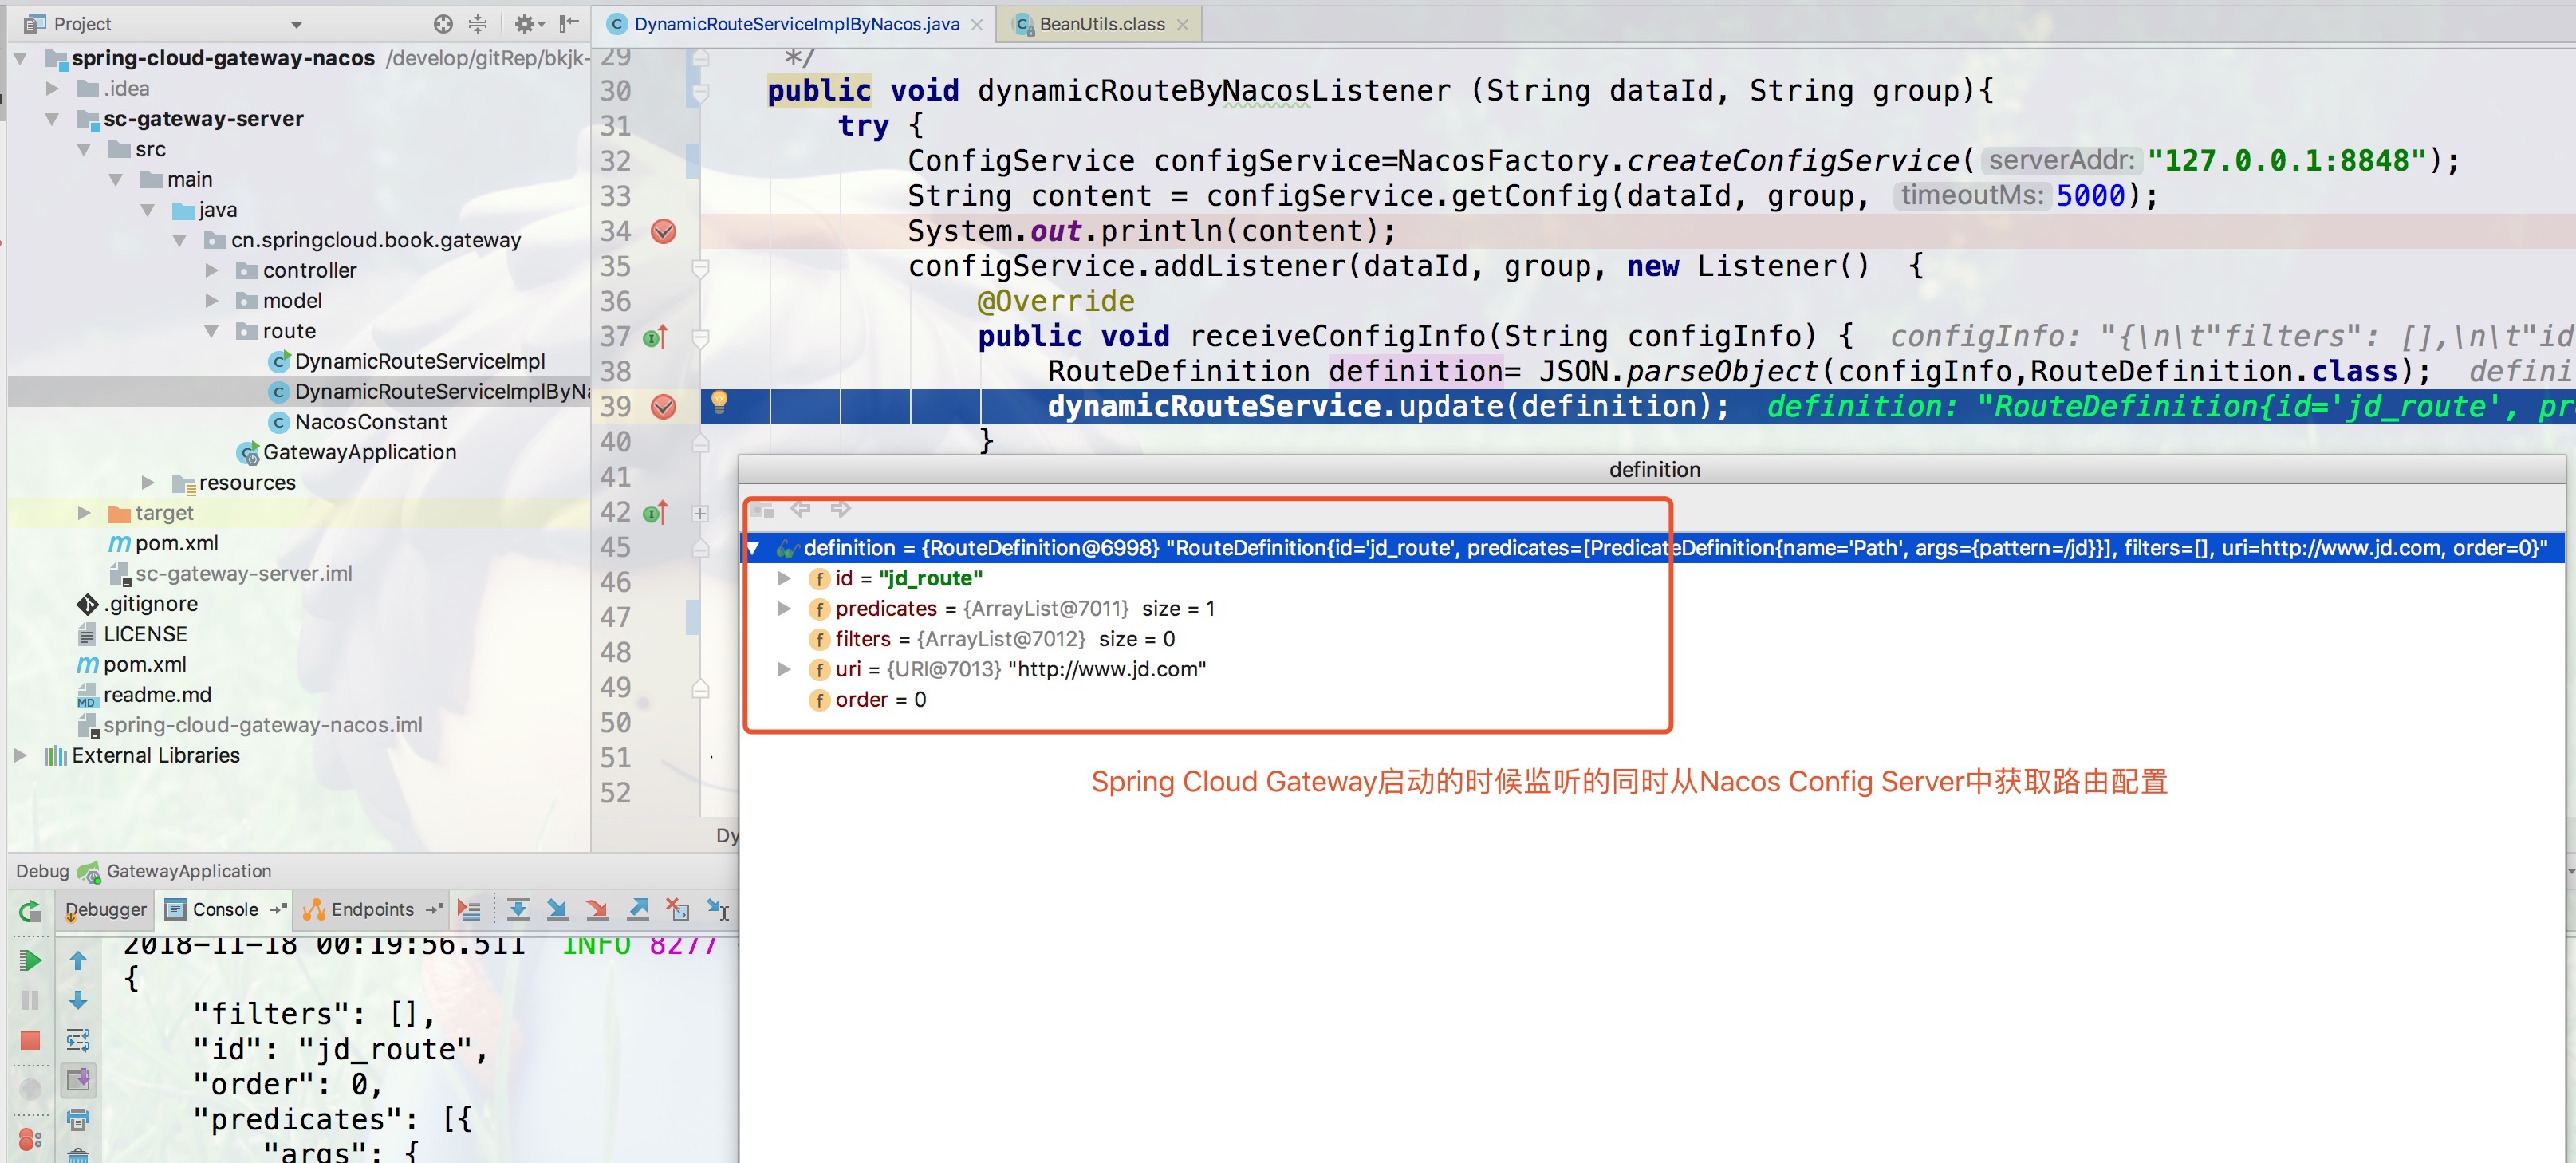 Project
spring-cloud-gateway-nacos /develop/gitRep/bkjk-
.idea
sc-gateway-server
src
main
java
cn.springcloud.book.gateway
controller
model
route
DynamicRouteServiceImpl
DynamicRouteServiceImplByNa
NacosConstant
GatewayApplication
resources
target
pom.xml
sc-gateway-server.iml
.gitignore
LICENSE
pom.xml
readme.md
spring-cloud-gateway-nacos.iml
External Libraries
DynamicRouteServiceImplByNacos.java
BeanUtils.class
29 */
30 public void dynamicRouteByNacosListener (String dataId, String group){
31 try {
32 ConfigService configService=NacosFactory.createConfigService( serverAddr: "127.0.0.1:8848");
33 String content = configService.getConfig(dataId, group, timeoutMs: 5000);
34 System.out.println(content);
35 configService.addListener(dataId, group, new Listener() {
36 @Override
37 public void receiveConfigInfo(String configInfo) { configInfo: "{\n\t"filters": [],\n\t"id
38 RouteDefinition definition= JSON.parseObject(configInfo,RouteDefinition.class); defini
39 dynamicRouteService.update(definition); definition: "RouteDefinition{id='jd_route', pr
40 }
41
42
45
46
47
48
49
50
51
52
Dy
definition
definition = {RouteDefinition@6998} "RouteDefinition{id='jd_route', predicates=[PredicateDefinition{name='Path', args={pattern=/jd}}], filters=[], uri=http://www.jd.com, order=0}"
id = "jd_route"
predicates = {ArrayList@7011} size = 1
filters = {ArrayList@7012} size = 0
uri = {URI@7013} "http://www.jd.com"
order = 0
Spring Cloud Gateway启动的时候监听的同时从Nacos Config Server中获取路由配置
Debug GatewayApplication
Debugger Console Endpoints
2018-11-18 00:19:56.511 INFO 8277
{
"filters": [],
"id": "jd_route",
"order": 0,
"predicates": [{
"args": {